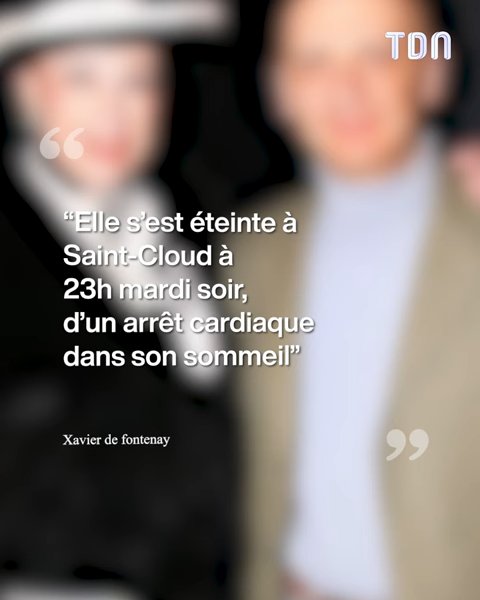 TDN
“Elle s’est éteinte à
Saint-Cloud à
23h mardi soir,
d’un arrêt cardiaque
dans son sommeil”
Xavier de fontenay